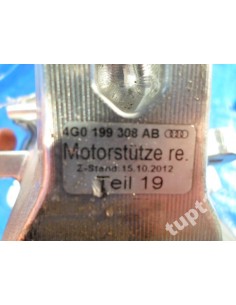 4G0 199 308 AB
Motorstütze re.
Z-Stand:15.10.2012
Teil 19